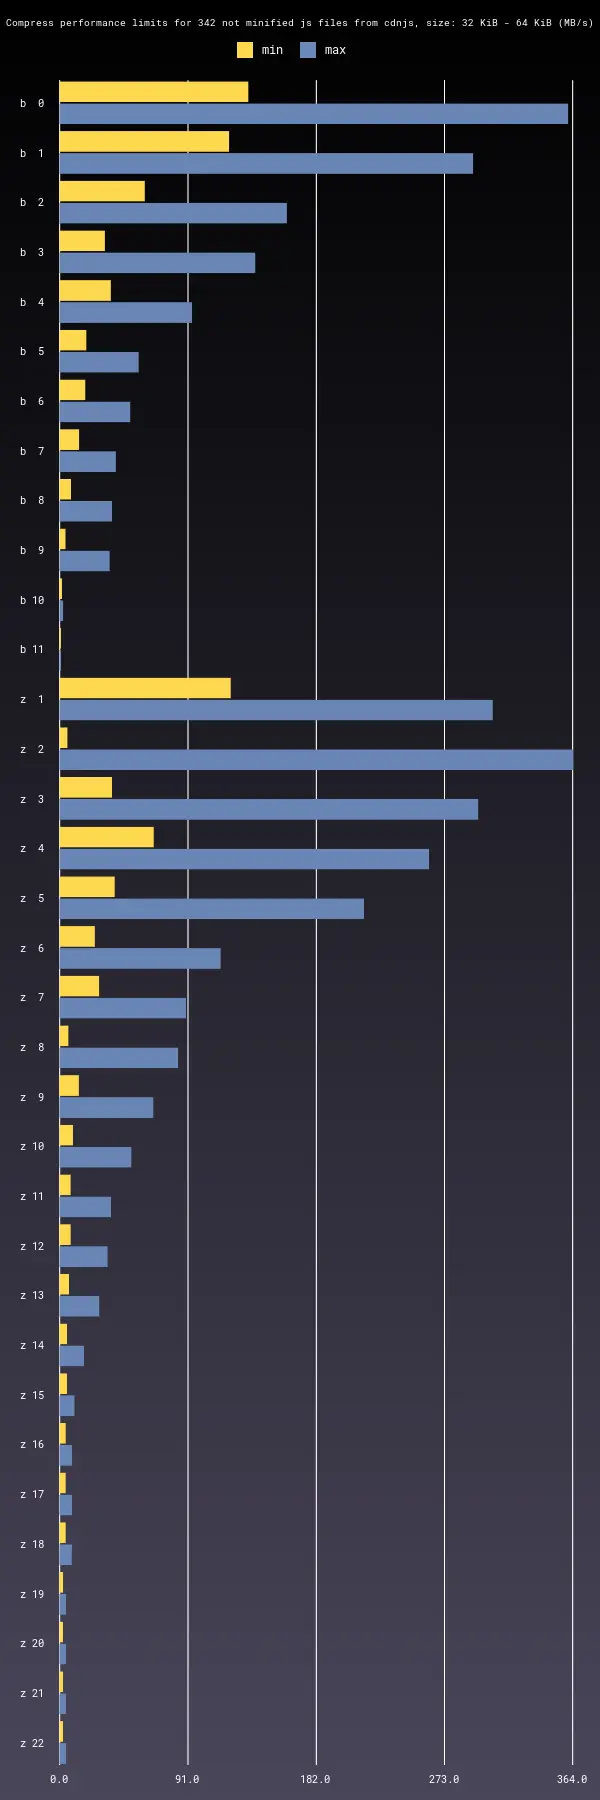 Compress performance limits for 342 not minified js files from cdnjs, size: 32 KiB - 64 KiB (MB/s)
min max
b 0
b 1
b 2
b 3
b 4
b 5
b 6
b 7
b 8
b 9
b 10
b 11
z 1
z 2
z 3
z 4
z 5
z 6
z 7
z 8
z 9
z 10
z 11
z 12
z 13
z 14
z 15
z 16
z 17
z 18
z 19
z 20
z 21
z 22
0.0 91.0 182.0 273.0 364.0